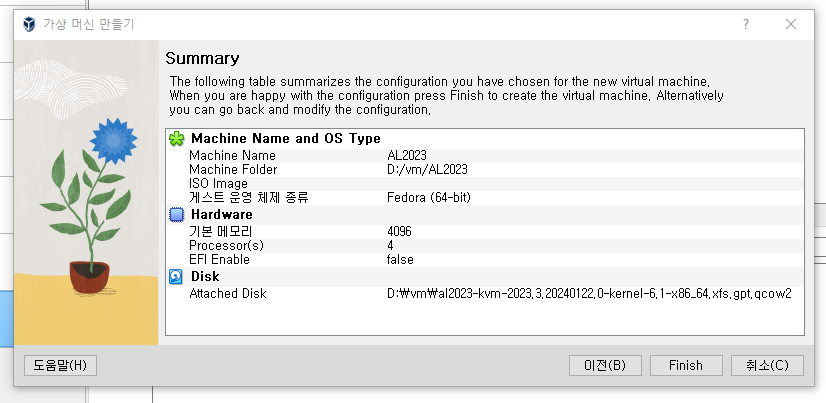 가상 머신 만들기
Summary
The following table summarizes the configuration you have chosen for the new virtual machine.
When you are happy with the configuration press Finish to create the virtual machine. Alternatively
you can go back and modify the configuration.
Machine Name and OS Type
Machine Name AL2023
Machine Folder D:/vm/AL2023
ISO Image
게스트 운영 체제 종류 Fedora (64-bit)
Hardware
기본 메모리 4096
Processor(s) 4
EFI Enable false
Disk
Attached Disk D:₩vm₩al2023-kvm-2023.3.20240122.0-kernel-6.1-x86_64.xfs.gpt.qcow2
도움말(H) 이전(B) Finish 취소(C)